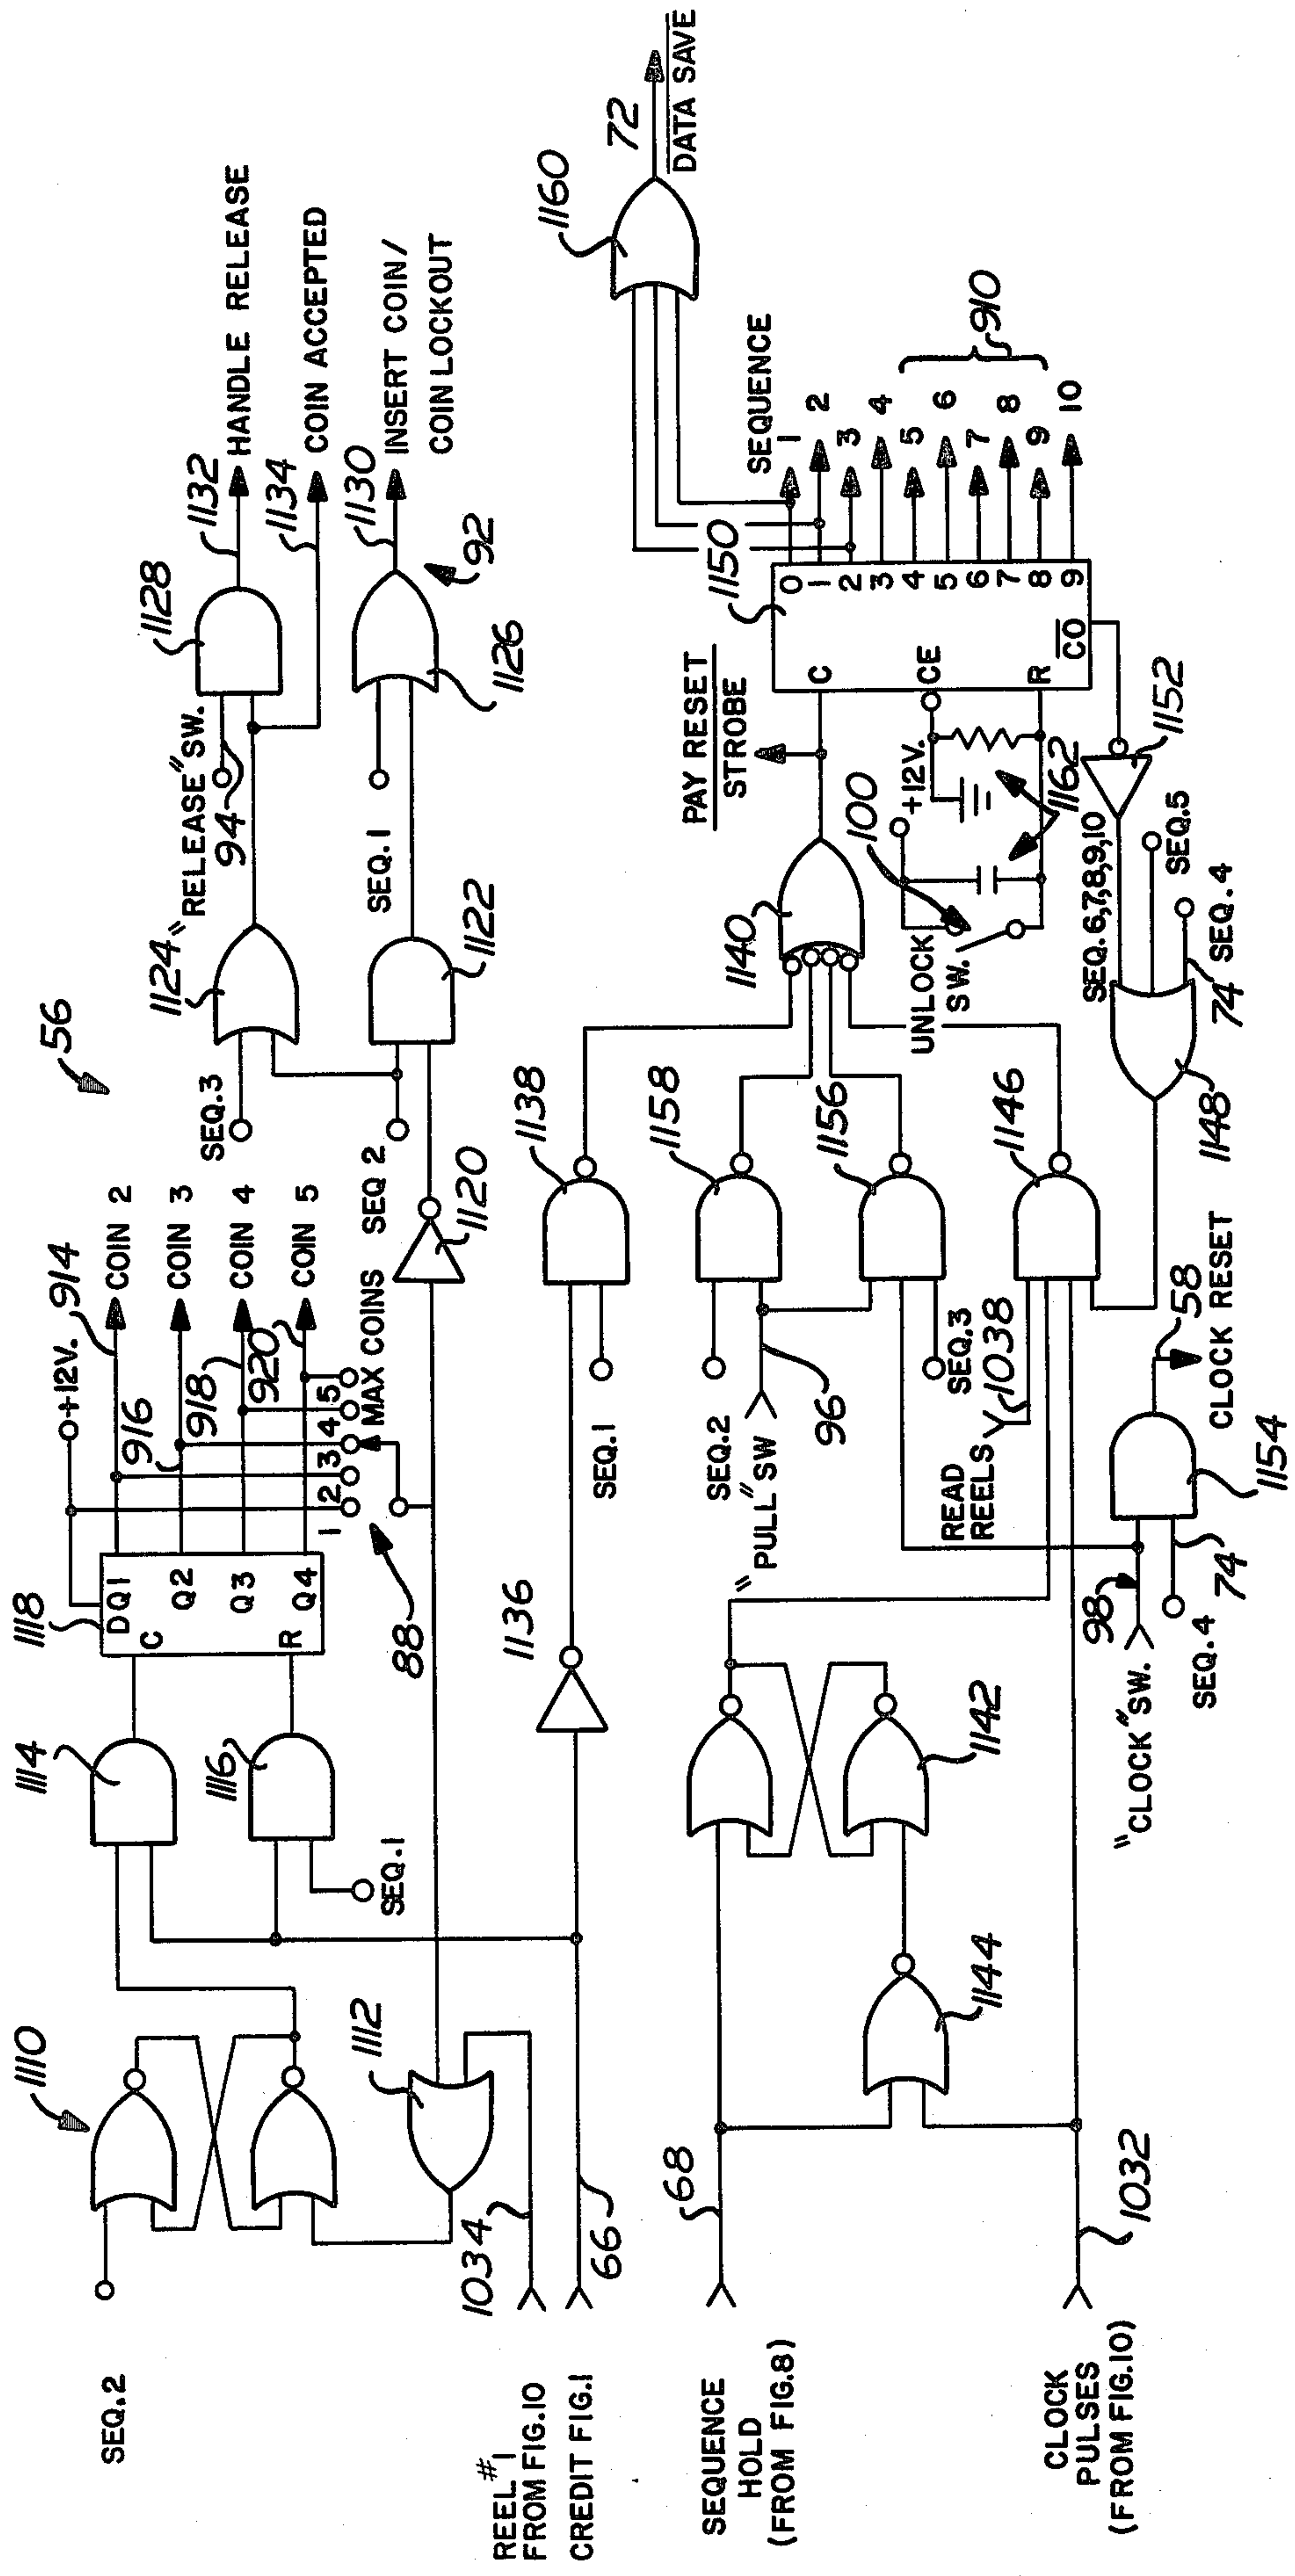 56
SEQ.2
1110
1114
1118
D Q1
C
Q2
Q3
R
Q4
+12V.
914
COIN 2
916
COIN 3
918
COIN 4
920
COIN 5
1 2 3 4 5
MAX COINS
88
1116
SEQ.1
1112
1034
REEL #1
FROM FIG.10
66
CREDIT FIG.1
1136
1120
SEQ.3
SEQ 2
1124
"RELEASE" SW.
94
1128
1132
HANDLE RELEASE
1134
COIN ACCEPTED
1122
SEQ.1
1126
92
1130
INSERT COIN/
COIN LOCKOUT
1138
SEQ.1
1158
SEQ.2
"PULL" SW
96
1156
SEQ.3
1038
READ
REELS
1146
1140
PAY RESET
STROBE
1150
C
CE
R
CO
0
1
2
3
4
5
6
7
8
9
SEQUENCE
1
2
3
4
5
6
7
8
9
10
910
1160
72
DATA SAVE
UNLOCK
SW.
100
+12V.
1162
1152
SEQ. 6,7,8,9,10
SEQ.5
74
SEQ.4
1148
68
SEQUENCE
HOLD
(FROM FIG.8)
1144
1142
1032
CLOCK
PULSES
(FROM FIG.10)
"CLOCK" SW.
98
SEQ.4
74
1154
58
CLOCK RESET